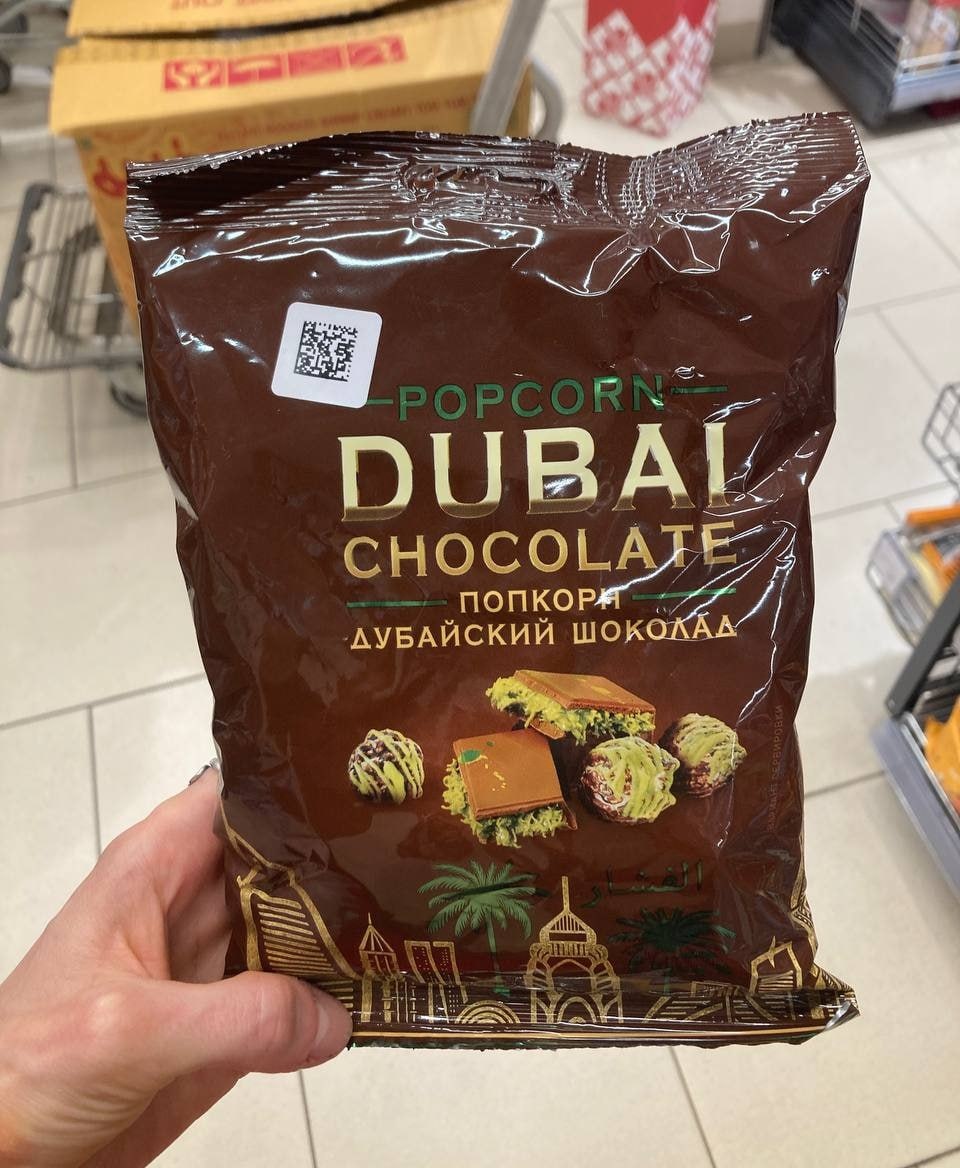 POPCORN
DUBAI
CHOCOLATE
ПОПКОРН
ДУБАЙСКИЙ ШОКОЛАД
الفشار